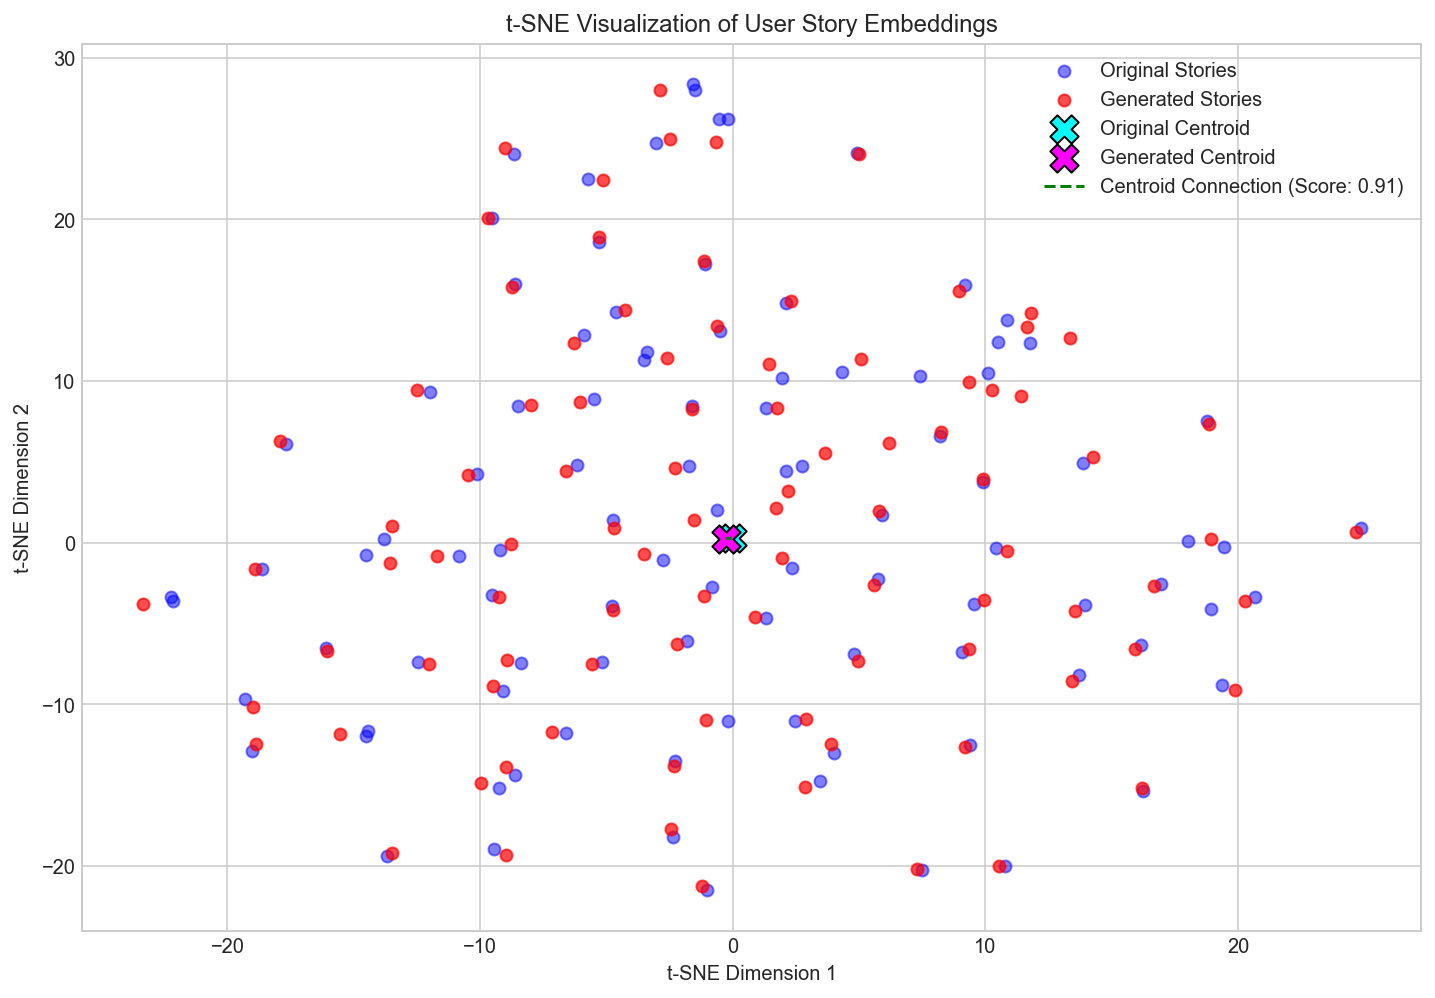 t-SNE Visualization of User Story Embeddings
Original Stories
Generated Stories
Original Centroid
Generated Centroid
Centroid Connection (Score: 0.91)
30
20
10
0
−10
−20
t-SNE Dimension 2
−20
−10
0
10
20
t-SNE Dimension 1